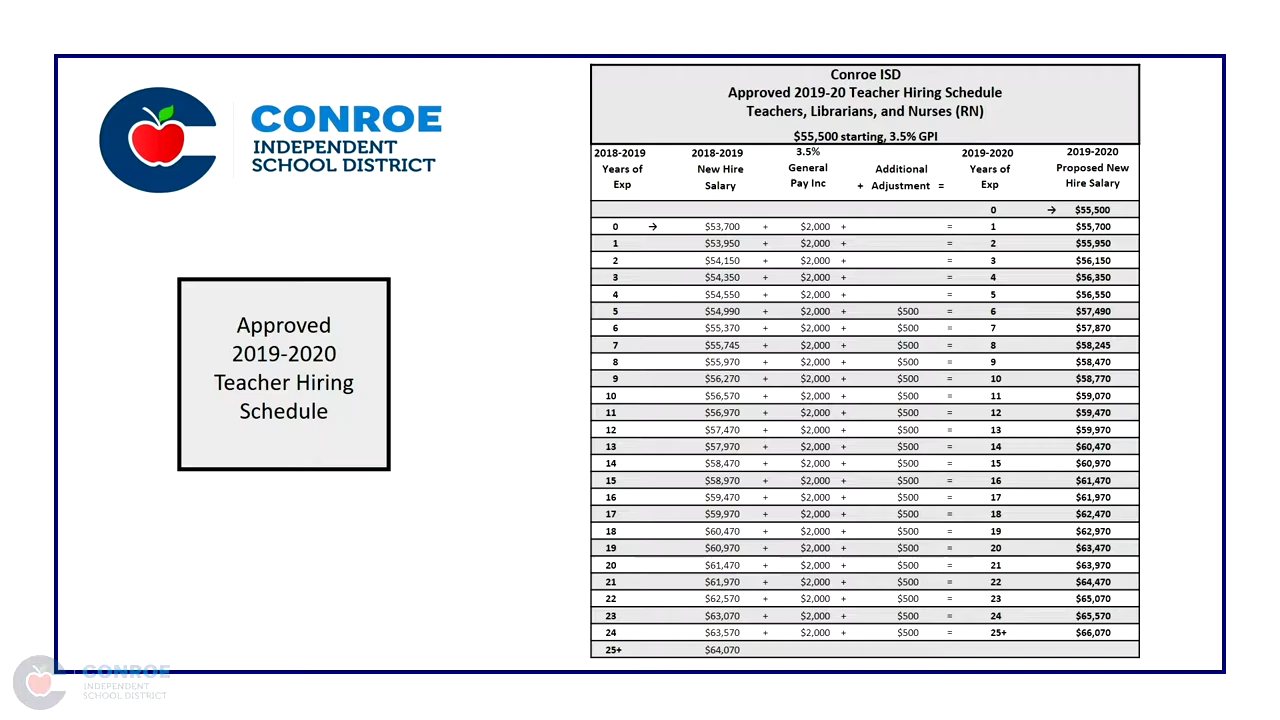 CONROE
INDEPENDENT
SCHOOL DISTRICT
Approved
2019-2020
Teacher Hiring
Schedule
Conroe ISD
Approved 2019-20 Teacher Hiring Schedule
Teachers, Librarians, and Nurses (RN)
$55,500 starting, 3.5% GPI
2018-2019 Years of Exp
2018-2019 New Hire Salary
3.5% General Pay Inc
+ Additional Adjustment =
2019-2020 Years of Exp
2019-2020 Proposed New Hire Salary
0 → $55,500
0 → $53,700 + $2,000 + = 1 $55,700
1 $53,950 + $2,000 + = 2 $55,950
2 $54,150 + $2,000 + = 3 $56,150
3 $54,350 + $2,000 + = 4 $56,350
4 $54,550 + $2,000 + = 5 $56,550
5 $54,990 + $2,000 + $500 = 6 $57,490
6 $55,370 + $2,000 + $500 = 7 $57,870
7 $55,745 + $2,000 + $500 = 8 $58,245
8 $55,970 + $2,000 + $500 = 9 $58,470
9 $56,270 + $2,000 + $500 = 10 $58,770
10 $56,570 + $2,000 + $500 = 11 $59,070
11 $56,970 + $2,000 + $500 = 12 $59,470
12 $57,470 + $2,000 + $500 = 13 $59,970
13 $57,970 + $2,000 + $500 = 14 $60,470
14 $58,470 + $2,000 + $500 = 15 $60,970
15 $58,970 + $2,000 + $500 = 16 $61,470
16 $59,470 + $2,000 + $500 = 17 $61,970
17 $59,970 + $2,000 + $500 = 18 $62,470
18 $60,470 + $2,000 + $500 = 19 $62,970
19 $60,970 + $2,000 + $500 = 20 $63,470
20 $61,470 + $2,000 + $500 = 21 $63,970
21 $61,970 + $2,000 + $500 = 22 $64,470
22 $62,570 + $2,000 + $500 = 23 $65,070
23 $63,070 + $2,000 + $500 = 24 $65,570
24 $63,570 + $2,000 + $500 = 25+ $66,070
25+ $64,070
CONROE
INDEPENDENT
SCHOOL DISTRICT